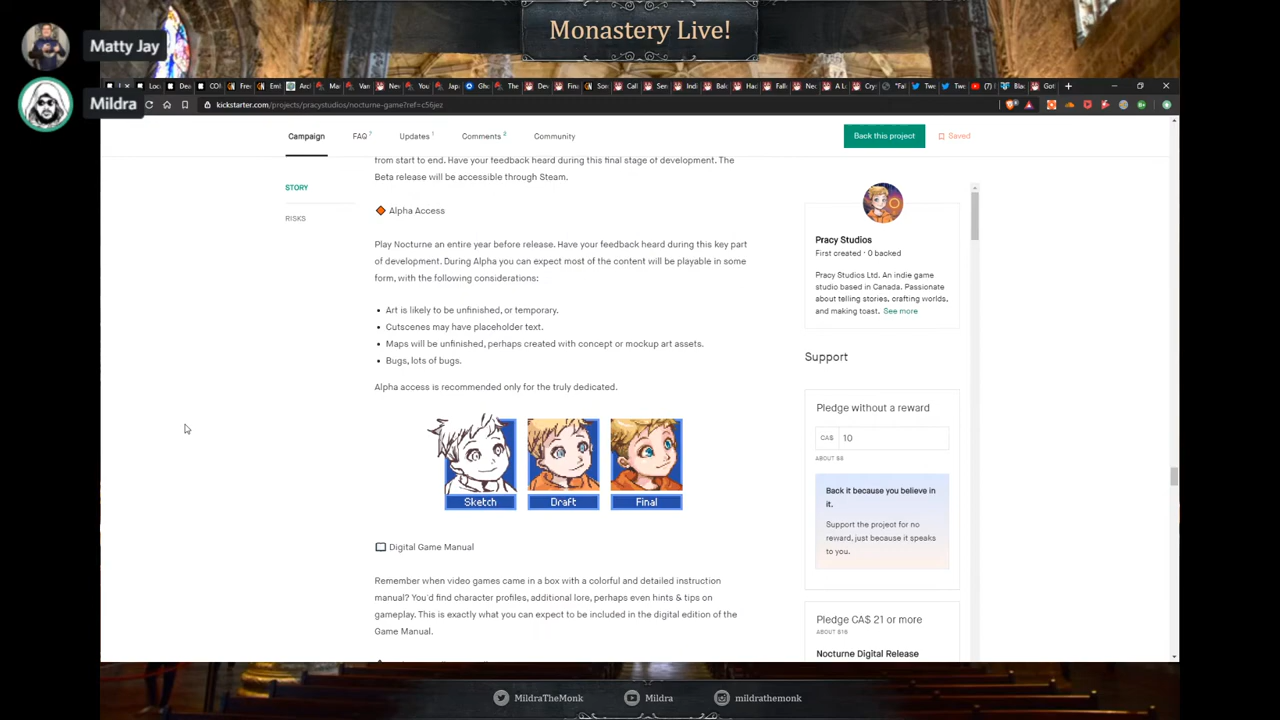 Monastery Live!
Matty Jay
Mildra
kickstarter.com/projects/pracystudios/nocturne-game?ref=c56jez
Campaign
FAQ 7
Updates 1
Comments
Community
Back this project
Saved
STORY
RISKS
from start to end. Have your feedback heard during this final stage of development. The
Beta release will be accessible through Steam.
Alpha Access
Play Nocturne an entire year before release. Have your feedback heard during this key part
of development. During Alpha you can expect most of the content will be playable in some
form, with the following considerations:
• Art is likely to be unfinished, or temporary.
• Cutscenes may have placeholder text.
• Maps will be unfinished, perhaps created with concept or mockup art assets.
• Bugs, lots of bugs.
Alpha access is recommended only for the truly dedicated.
Sketch
Draft
Final
Digital Game Manual
Remember when video games came in a box with a colorful and detailed instruction
manual? You'd find character profiles, additional lore, perhaps even hints & tips on
gameplay. This is exactly what you can expect to be included in the digital edition of the
Game Manual.
Pracy Studios
First created · 0 backed
Pracy Studios Ltd. An indie game
studio based in Canada. Passionate
about telling stories, crafting worlds,
and making toast. See more
Support
Pledge without a reward
CA$ 10
ABOUT $8
Back it because you believe in
it.
Support the project for no
reward, just because it speaks
to you.
Pledge CA$ 21 or more
ABOUT $16
Nocturne Digital Release
MildraTheMonk
Mildra
mildrathemonk